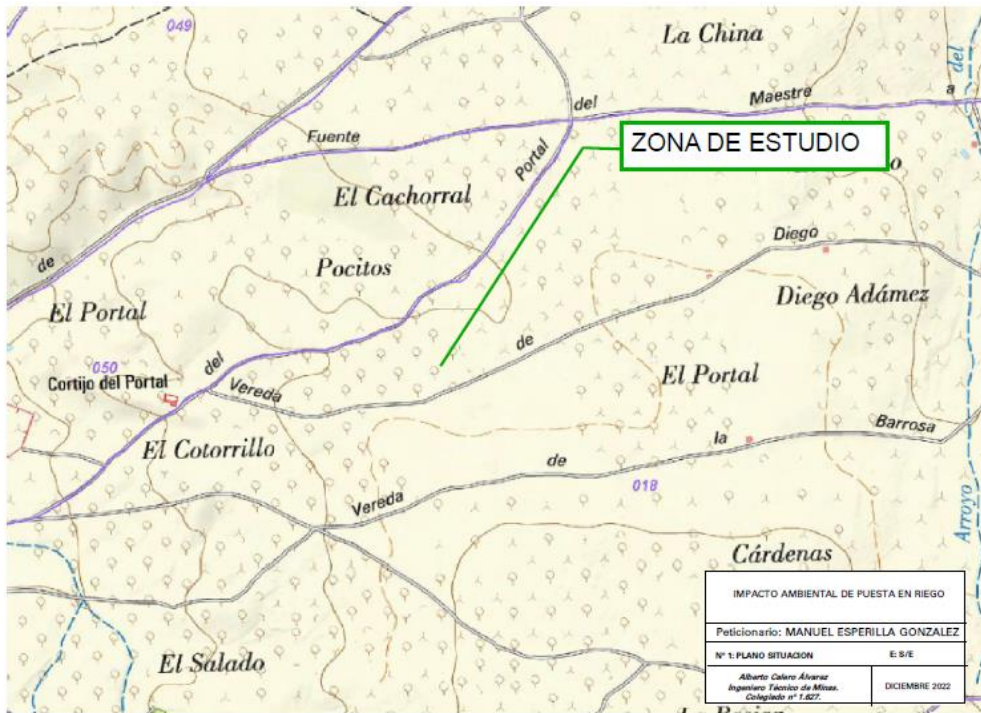 049
La China
del
Maestre
a
del
Fuente
Portal
ZONA DE ESTUDIO
El Cachorral
de
Pocitos
Diego
Diego Adámez
El Portal
050
Cortijo del Portal
del
Vereda
de
El Portal
El Cotorrillo
la
Barrosa
de
018
Vereda
Arroyo
Cárdenas
El Salado
IMPACTO AMBIENTAL DE PUESTA EN RIEGO
Peticionario: MANUEL ESPERILLA GONZALEZ
Nº 1: PLANO SITUACION
E: S/E
Alberto Calero Álvarez
Ingeniero Técnico de Minas.
Colegiado nº 1.627.
DICIEMBRE 2022